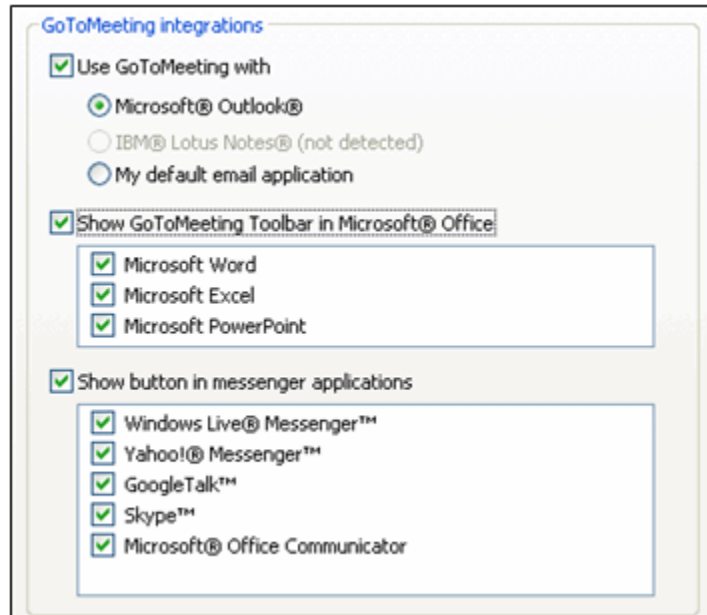 GoToMeeting integrations
Use GoToMeeting with
Microsoft® Outlook®
IBM® Lotus Notes® (not detected)
My default email application
Show GoToMeeting Toolbar in Microsoft® Office
Microsoft Word
Microsoft Excel
Microsoft PowerPoint
Show button in messenger applications
Windows Live® Messenger™
Yahoo!® Messenger™
GoogleTalk™
Skype™
Microsoft® Office Communicator